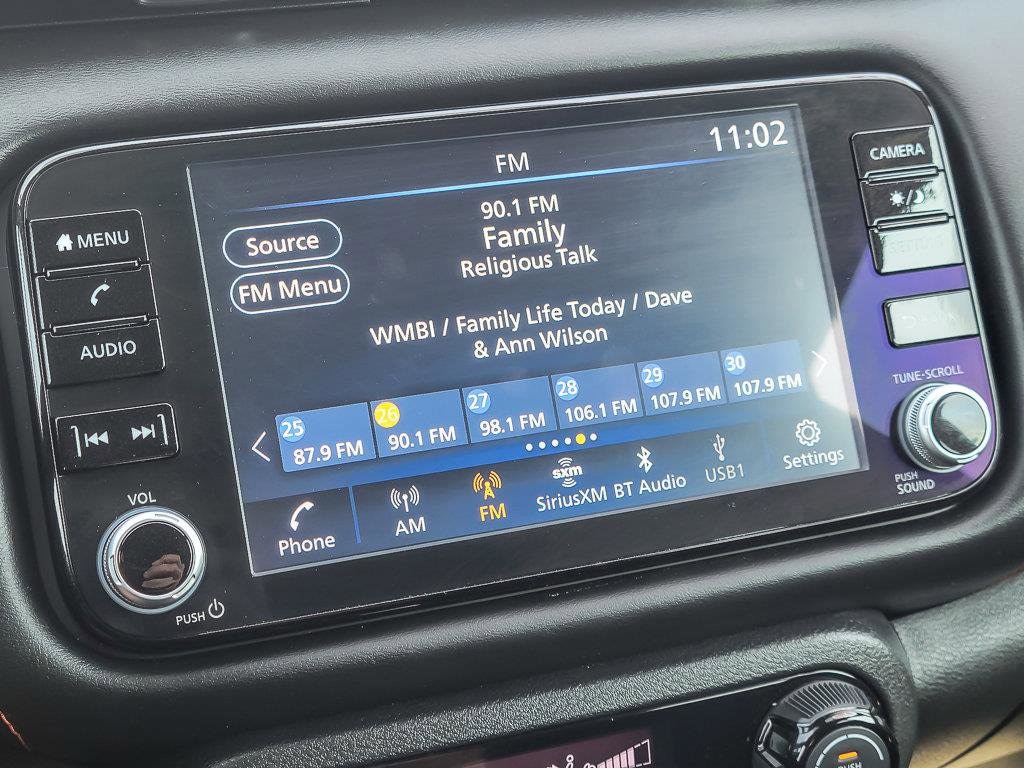 FM
11:02
90.1 FM
Family
Religious Talk
Source
FM Menu
WMBI / Family Life Today / Dave
& Ann Wilson
25
87.9 FM
26
90.1 FM
27
98.1 FM
28
106.1 FM
29
107.9 FM
30
107.9 FM
Phone
AM
FM
sxm
SiriusXM
BT Audio
USB1
Settings
MENU
AUDIO
VOL
PUSH
CAMERA
TUNE·SCROLL
PUSH
SOUND
PUSH